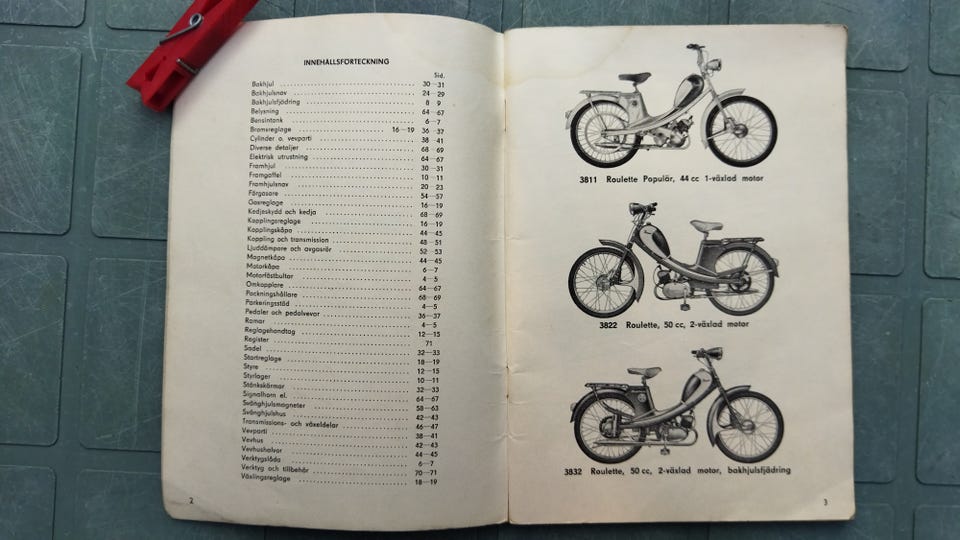 INNEHÅLLSFÖRTECKNING
Sid.
Bakhjul 30—31
Bakhjulsnav 24—29
Bakhjulsfjädring 8 9
Belysning 64—67
Bensintank 6—7
Bromsreglage 16—19 36 37
Cylinder o. vevparti 38 41
Diverse detaljer 68—69
Elektrisk utrustning 64—67
Framhjul 30—31
Framgaffel 10—11
Framhjulsnav 20 23
Förgasare 54—57
Gasreglage 16—19
Kedjeskydd och kedja 68—69
Kopplingsreglage 16—19
Kopplingskåpa 44—45
Koppling och transmission 48—51
Ljuddämpare och avgasrör 52—53
Magnetkåpa 44—45
Motorkåpa 6—7
Motorfästbultar 4—5
Omkopplare 64—67
Packningshållare 68—69
Parkeringsstöd 4—5
Pedaler och pedalvevar 36—37
Ramar 4—5
Reglagehandtag 12—15
Register 71
Sadel 32—33
Startreglage 18—19
Styre 12—15
Styrlager 10—11
Stänkskärmar 32—33
Signalhorn el. 64—67
Svänghjulsmagneter 58—63
Svänghjulshus 42—43
Transmissions- och växeldelar 46—47
Vevparti 38—41
Vevhus 42—43
Vevhushalvor 44—45
Verktygslåda 6—7
Verktyg och tillbehör 70—71
Växlingsreglage 18—19
2
3811 Roulette Populär, 44 cc 1-växlad motor
3822 Roulette, 50 cc, 2-växlad motor
3832 Roulette, 50 cc, 2-växlad motor, bakhjulsfjädring
3